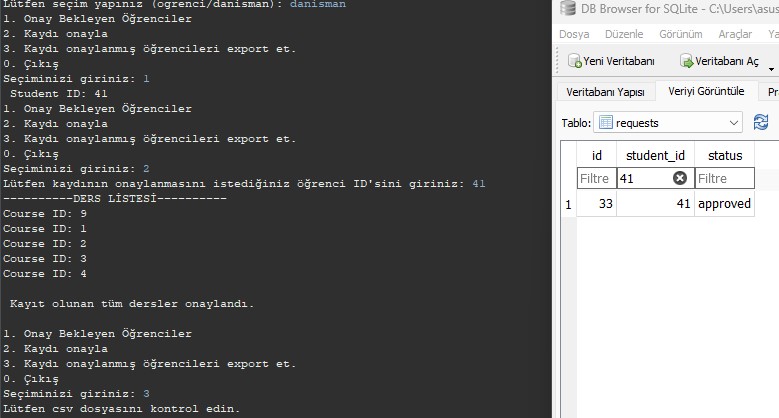 Lütfen seçim yapınız (ogrenci/danisman): danisman
1. Onay Bekleyen Öğrenciler
2. Kaydı onayla
3. Kaydı onaylanmış öğrencileri export et.
0. Çıkış
Seçiminizi giriniz: 1
Student ID: 41
1. Onay Bekleyen Öğrenciler
2. Kaydı onayla
3. Kaydı onaylanmış öğrencileri export et.
0. Çıkış
Seçiminizi giriniz: 2
Lütfen kaydının onaylanmasını istediğiniz öğrenci ID'sini giriniz: 41
----------DERS LİSTESİ----------
Course ID: 9
Course ID: 1
Course ID: 2
Course ID: 3
Course ID: 4
Kayıt olunan tüm dersler onaylandı.
1. Onay Bekleyen Öğrenciler
2. Kaydı onayla
3. Kaydı onaylanmış öğrencileri export et.
0. Çıkış
Seçiminizi giriniz: 3
Lütfen csv dosyasını kontrol edin.
DB Browser for SQLite - C:\Users\asus
Dosya Düzenle Görünüm Araçlar Ya
Yeni Veritabanı Veritabanı Aç
Veritabanı Yapısı Veriyi Görüntüle Pr
Tablo: requests
id student_id status
Filtre 41 Filtre
1 33 41 approved